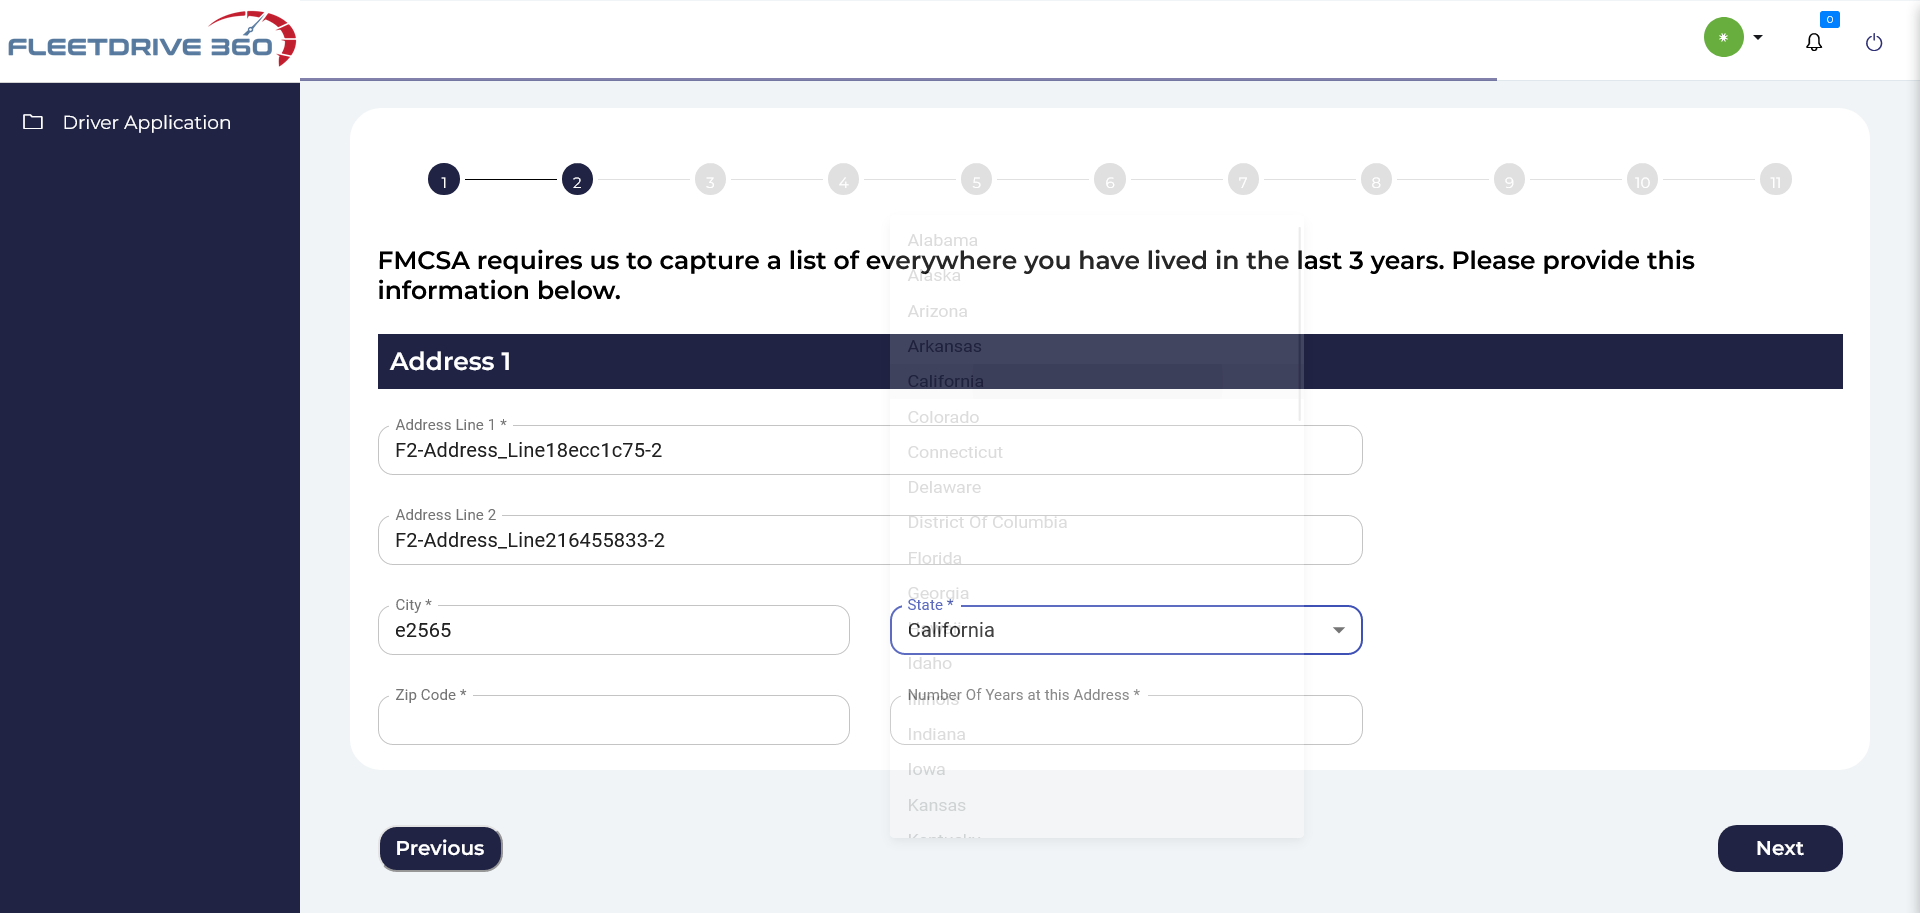 FLEETDRIVE 360
0
Driver Application
1 2 3 4 5 6 7 8 9 10 11
FMCSA requires us to capture a list of everywhere you have lived in the last 3 years. Please provide this
information below.
Address 1
Address Line 1 *
F2-Address_Line18ecc1c75-2
Address Line 2
F2-Address_Line216455833-2
City *
e2565
State *
California
Zip Code *
Number Of Years at this Address *
Alabama
Alaska
Arizona
Arkansas
California
Colorado
Connecticut
Delaware
District Of Columbia
Florida
Georgia
Idaho
Illinois
Indiana
Iowa
Kansas
Kentucky
Previous
Next